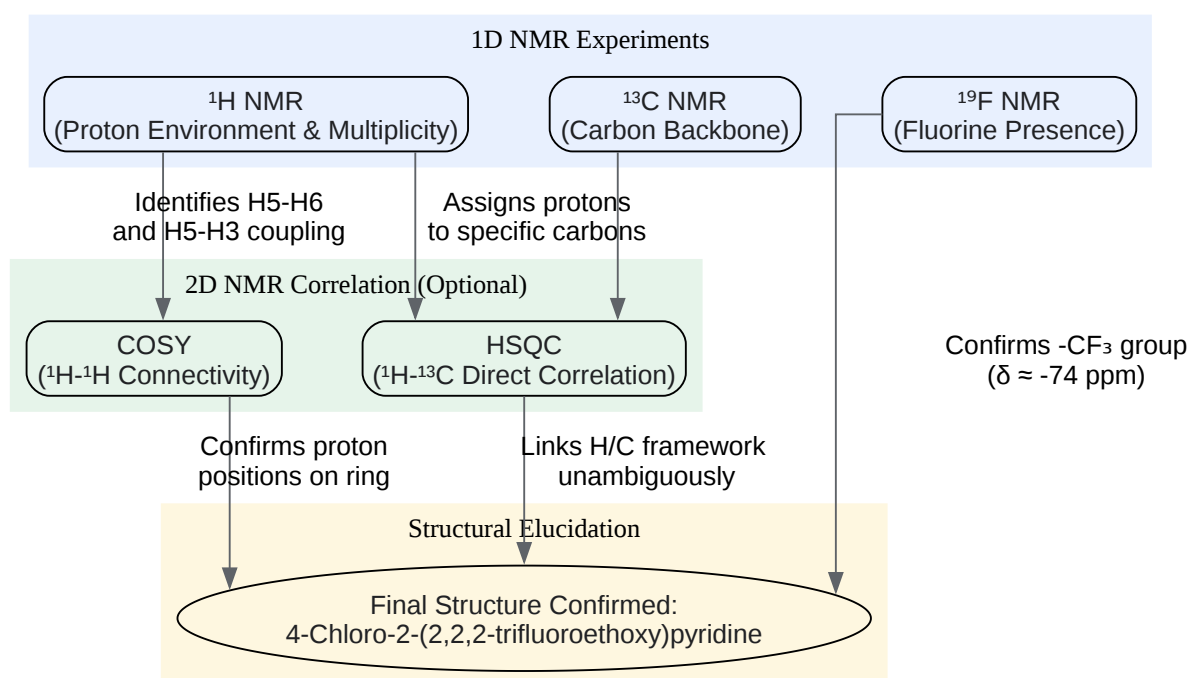 1D NMR Experiments
¹H NMR
(Proton Environment & Multiplicity)
¹³C NMR
(Carbon Backbone)
¹⁹F NMR
(Fluorine Presence)
Identifies H5-H6
and H5-H3 coupling
Assigns protons
to specific carbons
2D NMR Correlation (Optional)
COSY
(¹H-¹H Connectivity)
HSQC
(¹H-¹³C Direct Correlation)
Confirms -CF₃ group
(δ ≈ -74 ppm)
Confirms proton
positions on ring
Links H/C framework
unambiguously
Structural Elucidation
Final Structure Confirmed:
4-Chloro-2-(2,2,2-trifluoroethoxy)pyridine